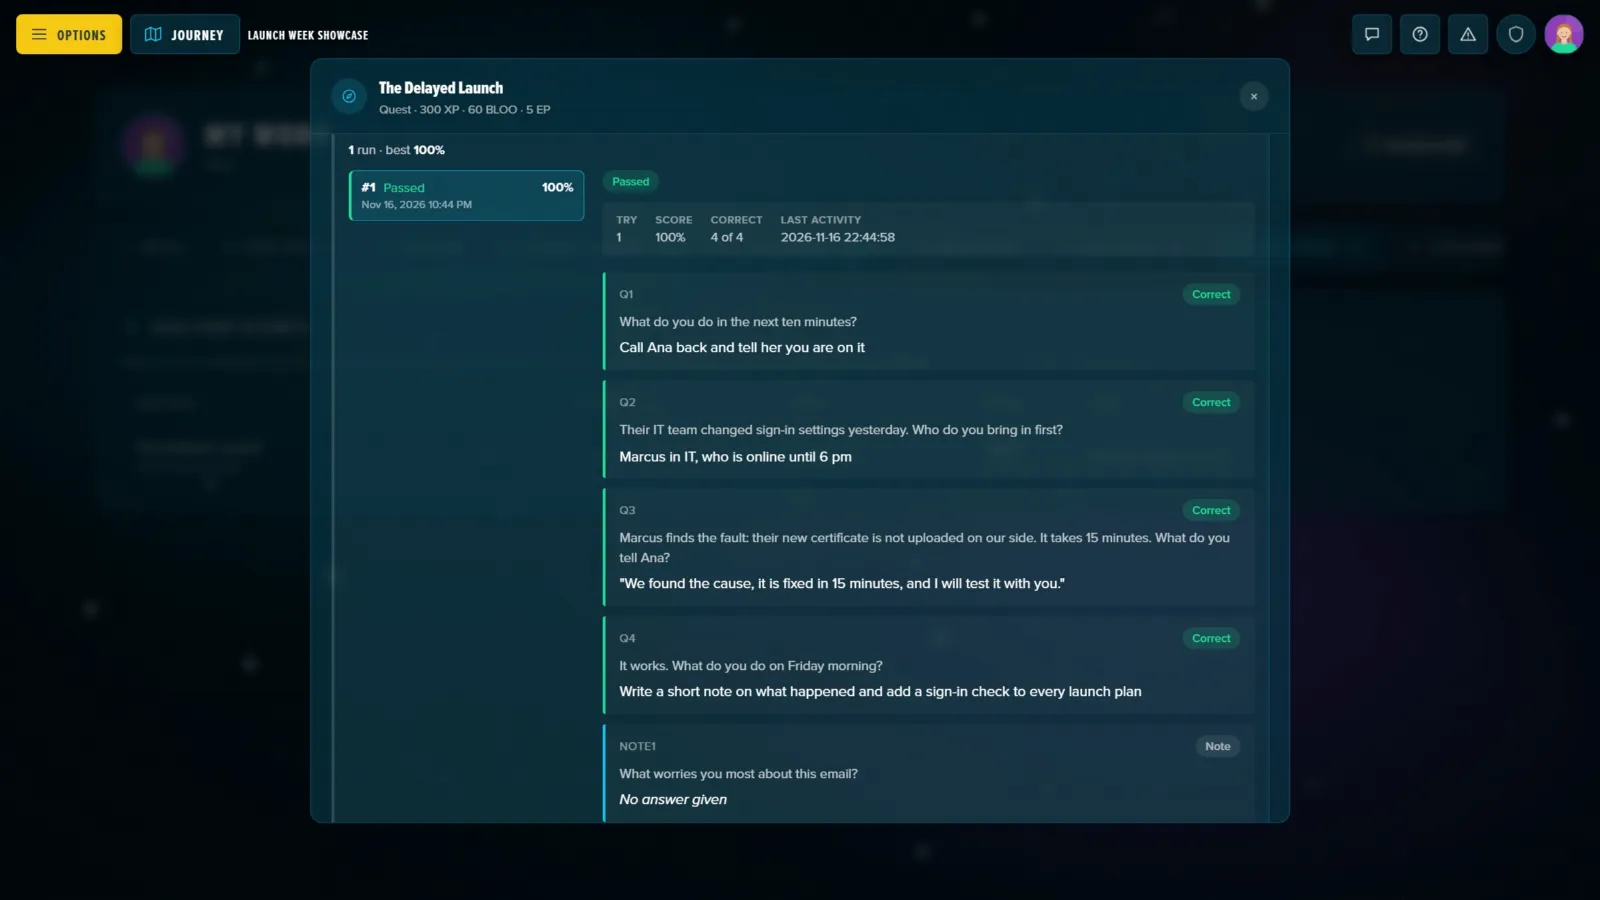 OPTIONS
JOURNEY
LAUNCH WEEK SHOWCASE
The Delayed Launch
Quest · 300 XP · 60 BLOO · 5 EP
×
1 run · best 100%
#1 Passed 100%
Nov 16, 2026 10:44 PM
Passed
TRY SCORE CORRECT LAST ACTIVITY
1 100% 4 of 4 2026-11-16 22:44:58
Q1 Correct
What do you do in the next ten minutes?
Call Ana back and tell her you are on it
Q2 Correct
Their IT team changed sign-in settings yesterday. Who do you bring in first?
Marcus in IT, who is online until 6 pm
Q3 Correct
Marcus finds the fault: their new certificate is not uploaded on our side. It takes 15 minutes. What do you
tell Ana?
"We found the cause, it is fixed in 15 minutes, and I will test it with you."
Q4 Correct
It works. What do you do on Friday morning?
Write a short note on what happened and add a sign-in check to every launch plan
NOTE1 Note
What worries you most about this email?
No answer given